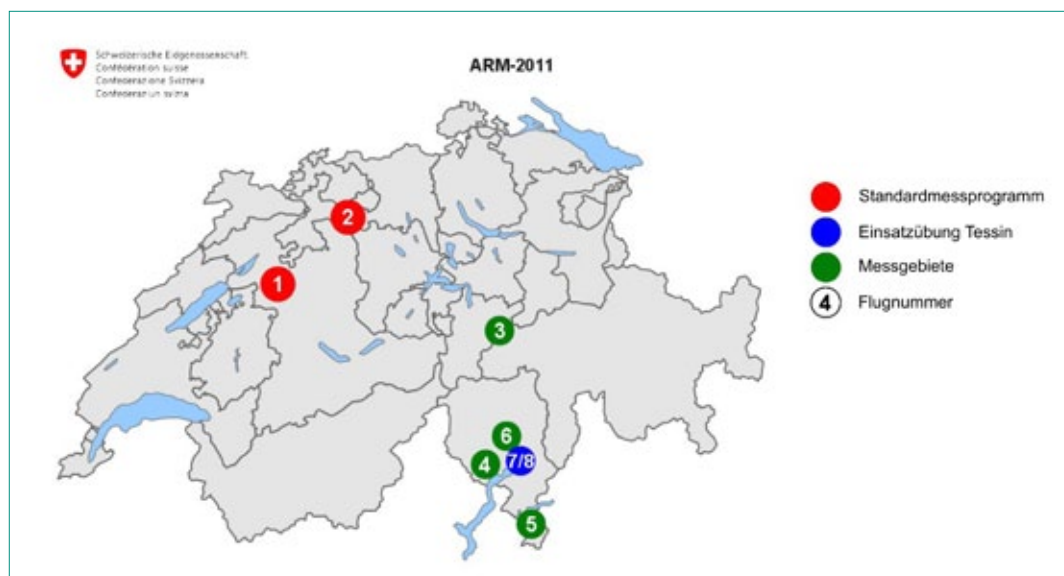 Schweizerische Eidgenossenschaft
Confédération suisse
Confederazione Svizzera
Confederaziun svizra
ARM-2011
2
1
3
6
4
7/8
5
Standardmessprogramm
Einsatzübung Tessin
Messgebiete
4
Flugnummer